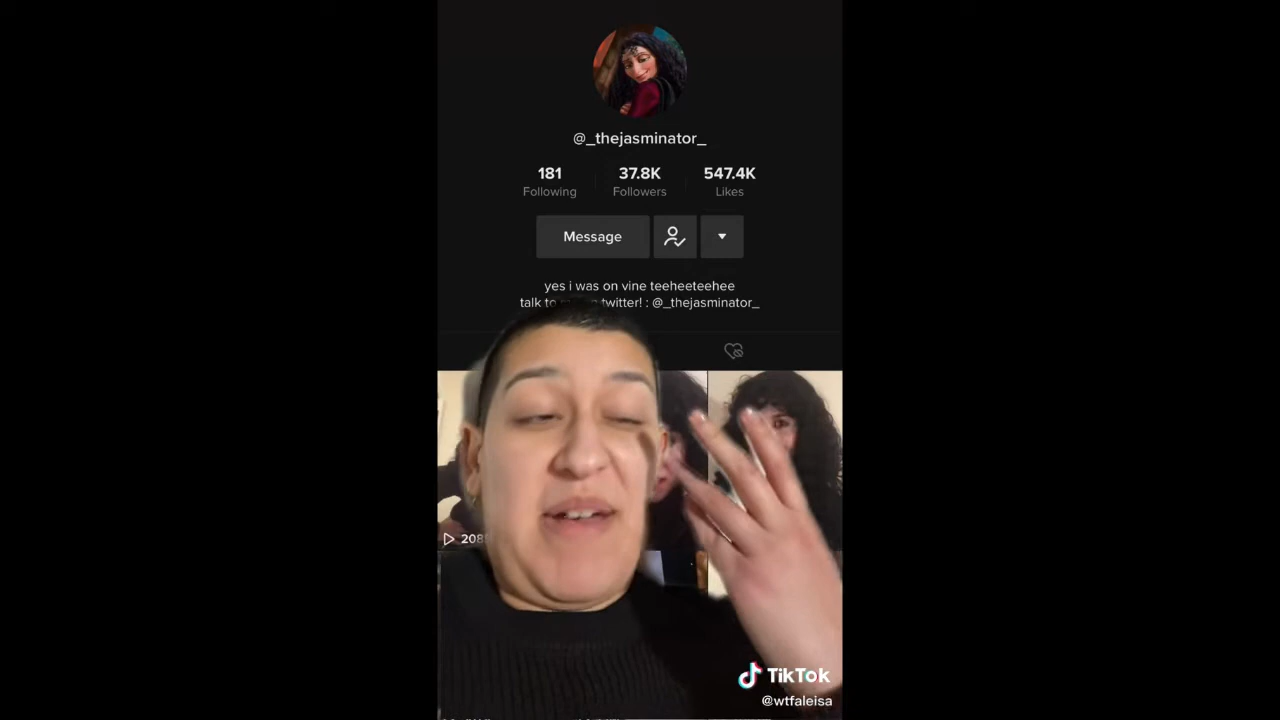 @_thejasminator_
181 37.8K 547.4K
Following Followers Likes
Message
yes i was on vine teeheeteehee
talk to twitter! : @_thejasminator_
TikTok
@wtfaleisa